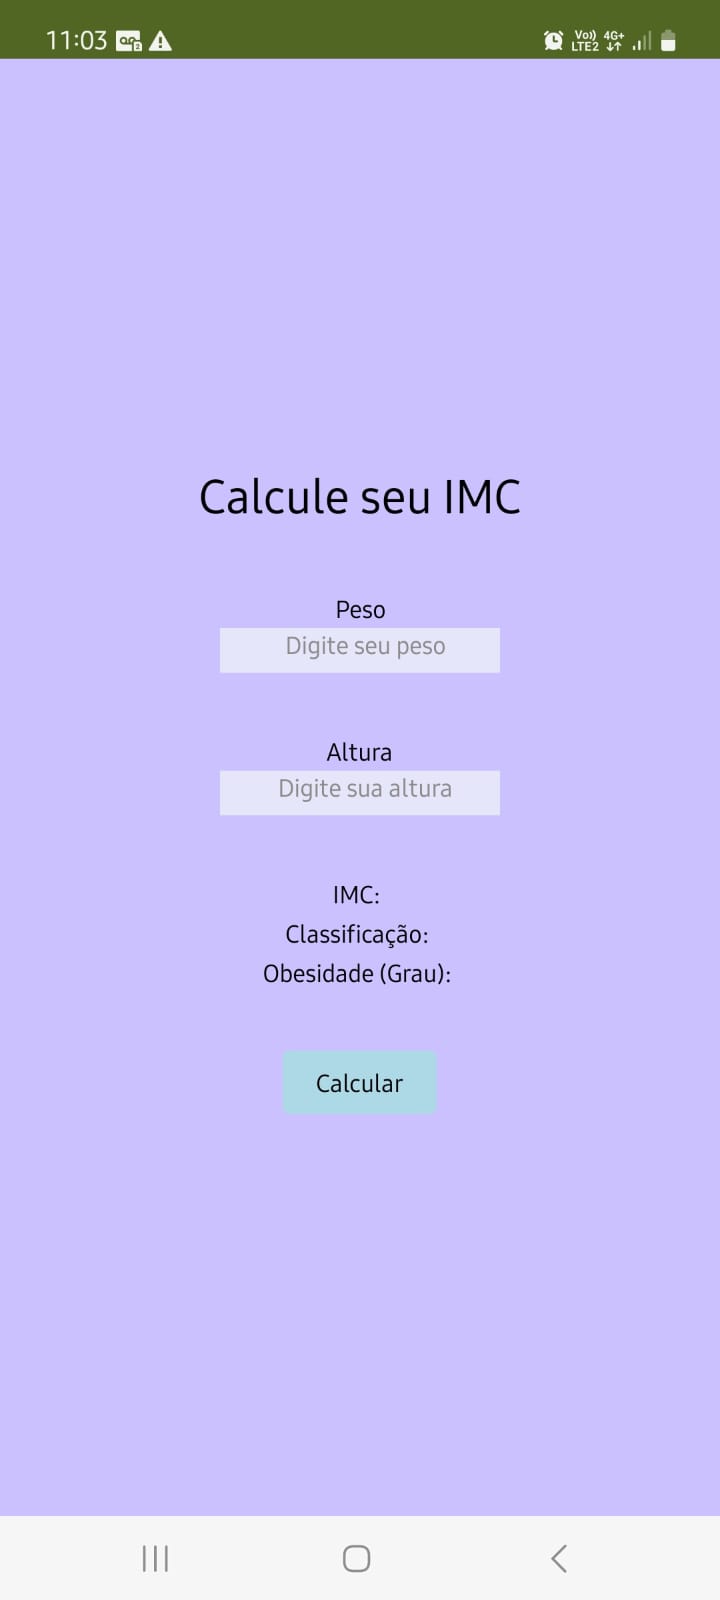 11:03 Vo)) LTE2 4G+
Calcule seu IMC
Peso
Digite seu peso
Altura
Digite sua altura
IMC:
Classificação:
Obesidade (Grau):
Calcular